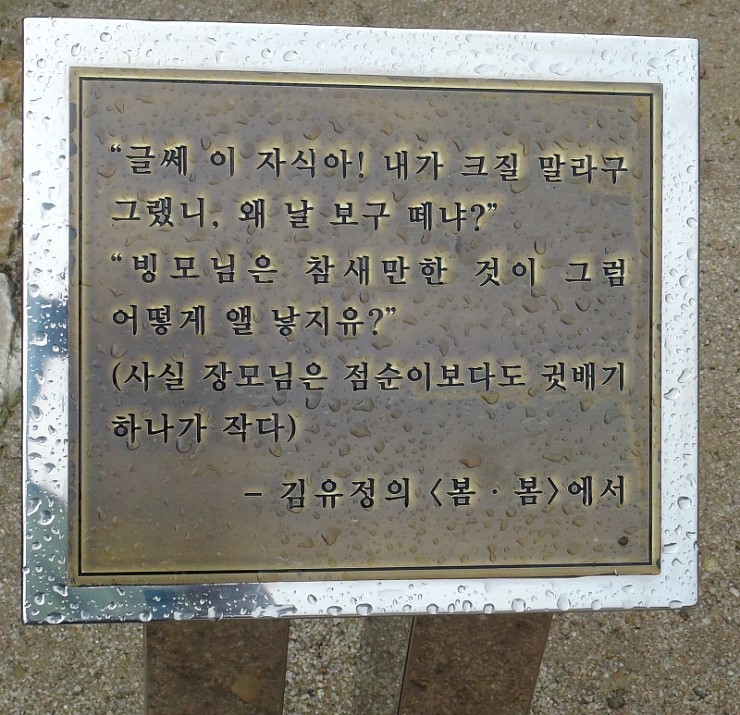 “글쎄 이 자식아! 내가 크질 말라구
그랬니, 왜 날 보구 떼냐?”
“빙모님은 참새만한 것이 그럼
어떻게 앨 낳지유?”
(사실 장모님은 점순이보다도 귓배기
하나가 작다)
- 김유정의 〈봄·봄〉에서